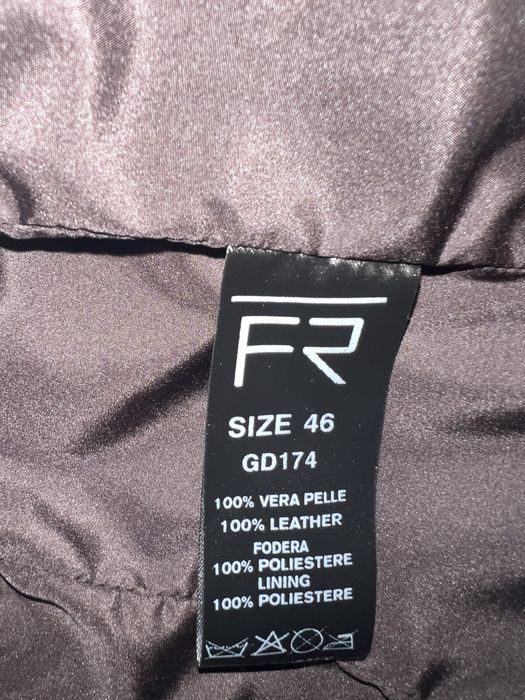 FR
SIZE 46
GD174
100% VERA PELLE
100% LEATHER
FODERA
100% POLIESTERE
LINING
100% POLIESTERE